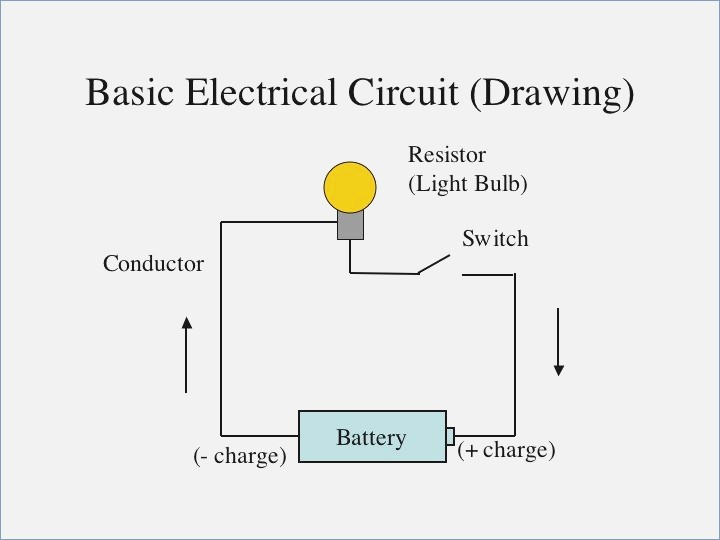 Basic Electrical Circuit (Drawing)
Resistor
(Light Bulb)
Switch
Conductor
Battery
(- charge)
(+ charge)